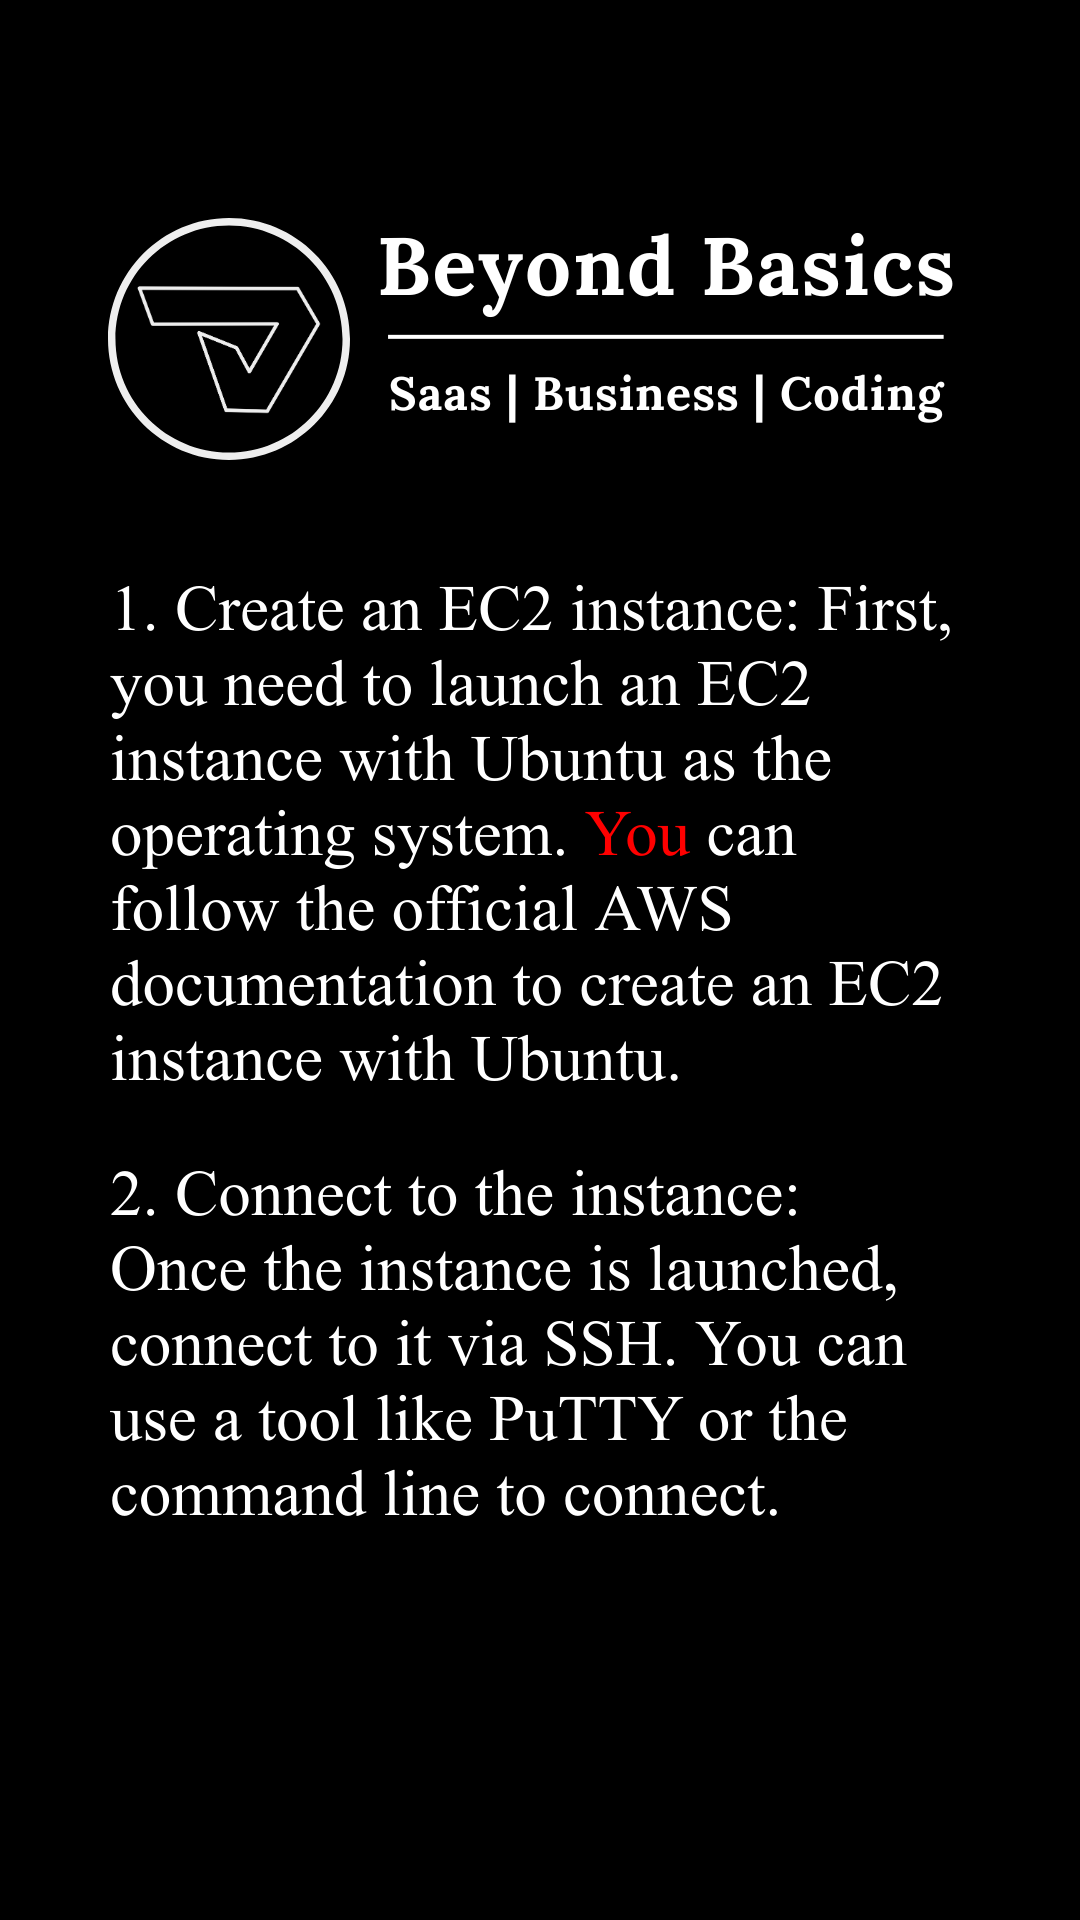 Beyond Basics
Saas | Business | Coding
1. Create an EC2 instance: First,
you need to launch an EC2
instance with Ubuntu as the
operating system. You can
follow the official AWS
documentation to create an EC2
instance with Ubuntu.
2. Connect to the instance:
Once the instance is launched,
connect to it via SSH. You can
use a tool like PuTTY or the
command line to connect.